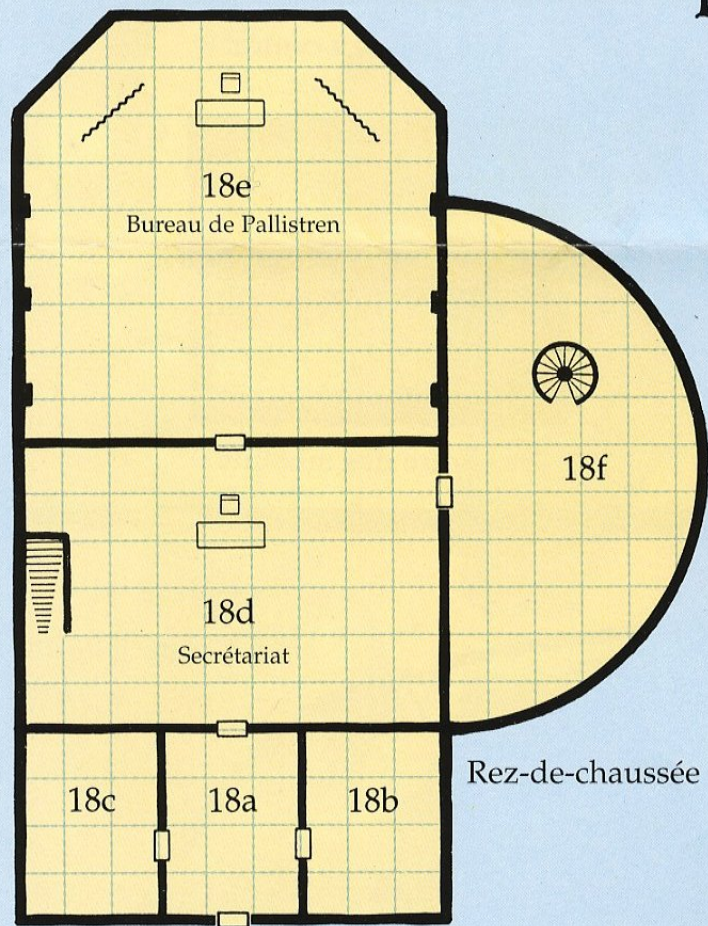 18e
Bureau de Pallistren
18f
18d
Secrétariat
Rez-de-chaussée
18c
18a
18b